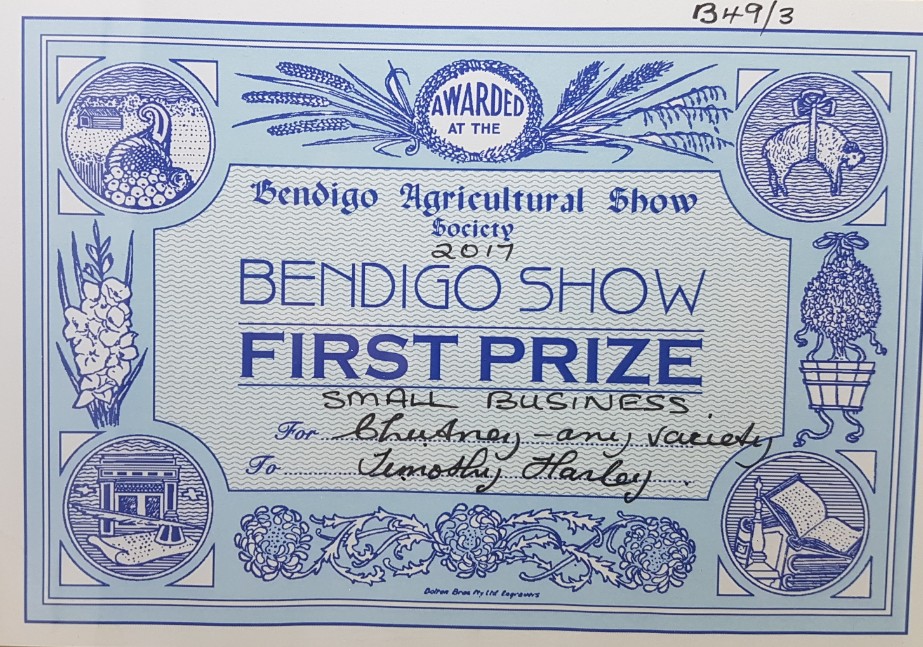 B49/3
AWARDED
AT THE
Bendigo Agricultural Show
Society
2017
BENDIGO SHOW
FIRST PRIZE
SMALL BUSINESS
For Chutney - any variety
To Timothy Harley
Bolton Bros Pty Ltd Engravers